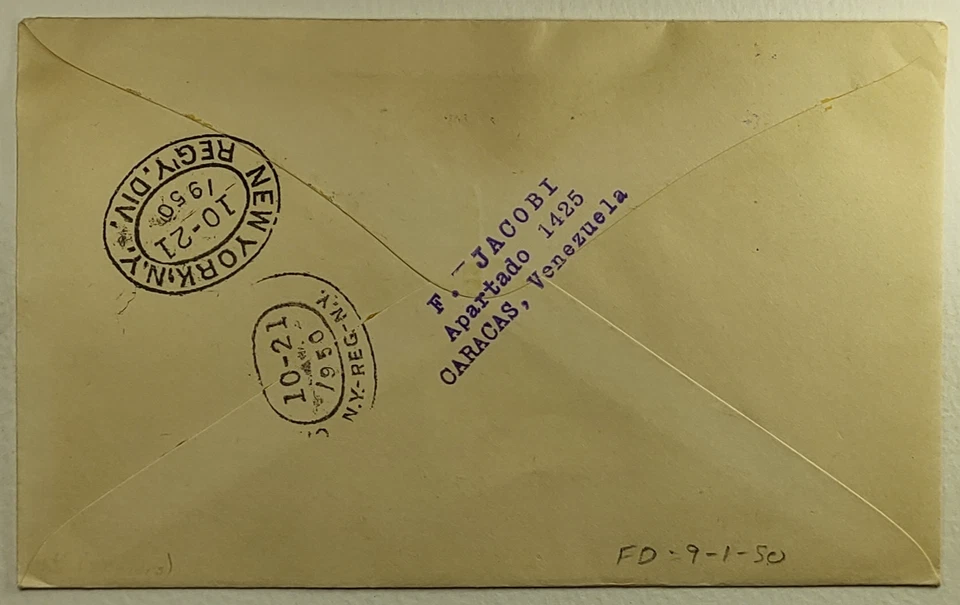 NEW YORK, N.Y.
REG'Y. DIV.
10-21
1950
10-21
1950
N.Y.-REG-N.Y.
F. - JACOBI
Apartado 1425
CARACAS, Venezuela
FD-9-1-50